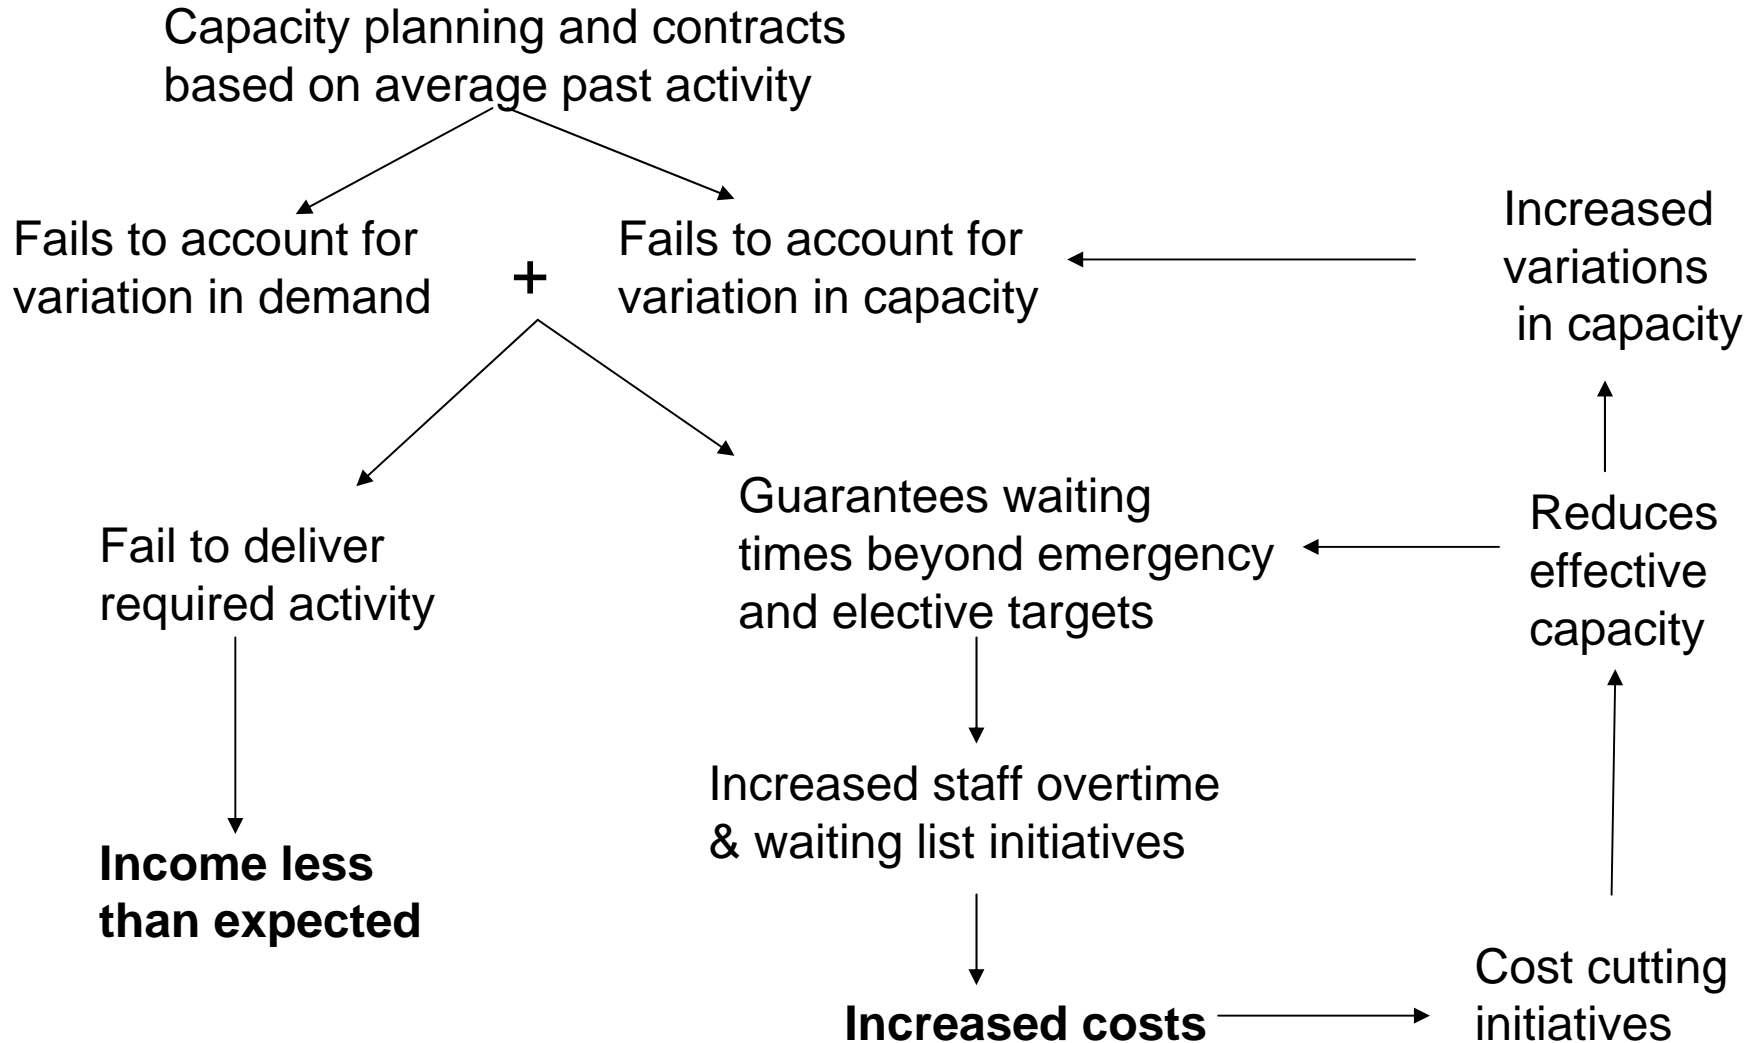 Capacity planning and contracts
based on average past activity
Fails to account for
variation in demand
+
Fails to account for
variation in capacity
Increased
variations
in capacity
Fail to deliver
required activity
Guarantees waiting
times beyond emergency
and elective targets
Reduces
effective
capacity
Income less
than expected
Increased staff overtime
& waiting list initiatives
Increased costs
Cost cutting
initiatives